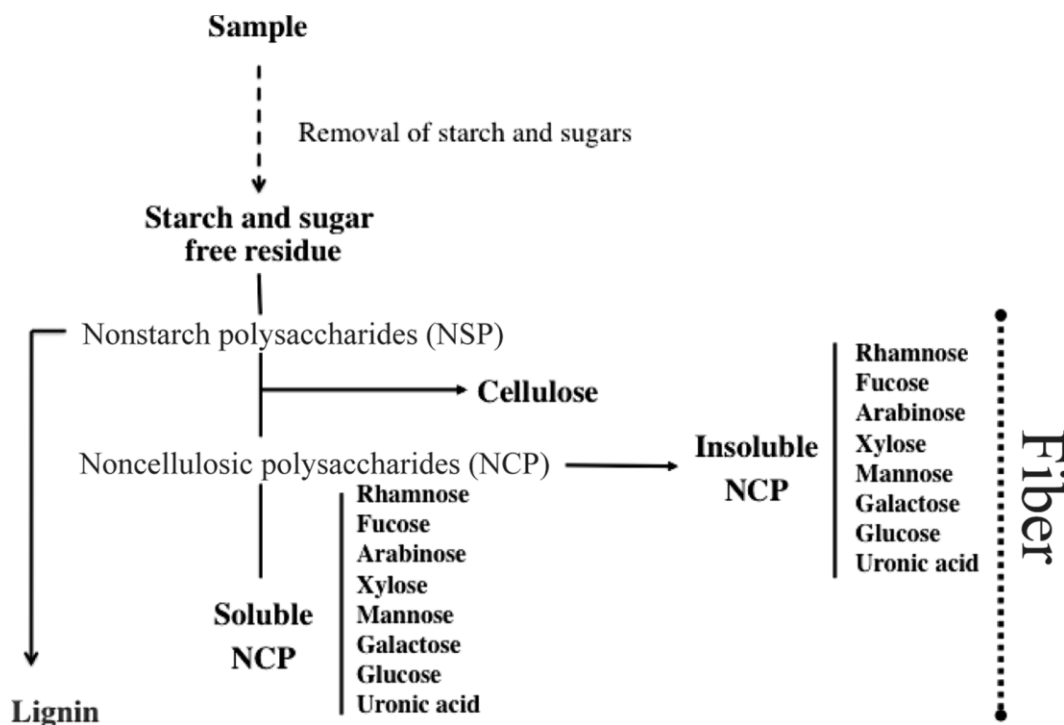 Sample
Removal of starch and sugars
Starch and sugar
free residue
Nonstarch polysaccharides (NSP)
Cellulose
Noncellulosic polysaccharides (NCP)
Insoluble
NCP
Rhamnose
Fucose
Arabinose
Xylose
Mannose
Galactose
Glucose
Uronic acid
Fiber
Soluble
NCP
Rhamnose
Fucose
Arabinose
Xylose
Mannose
Galactose
Glucose
Uronic acid
Lignin